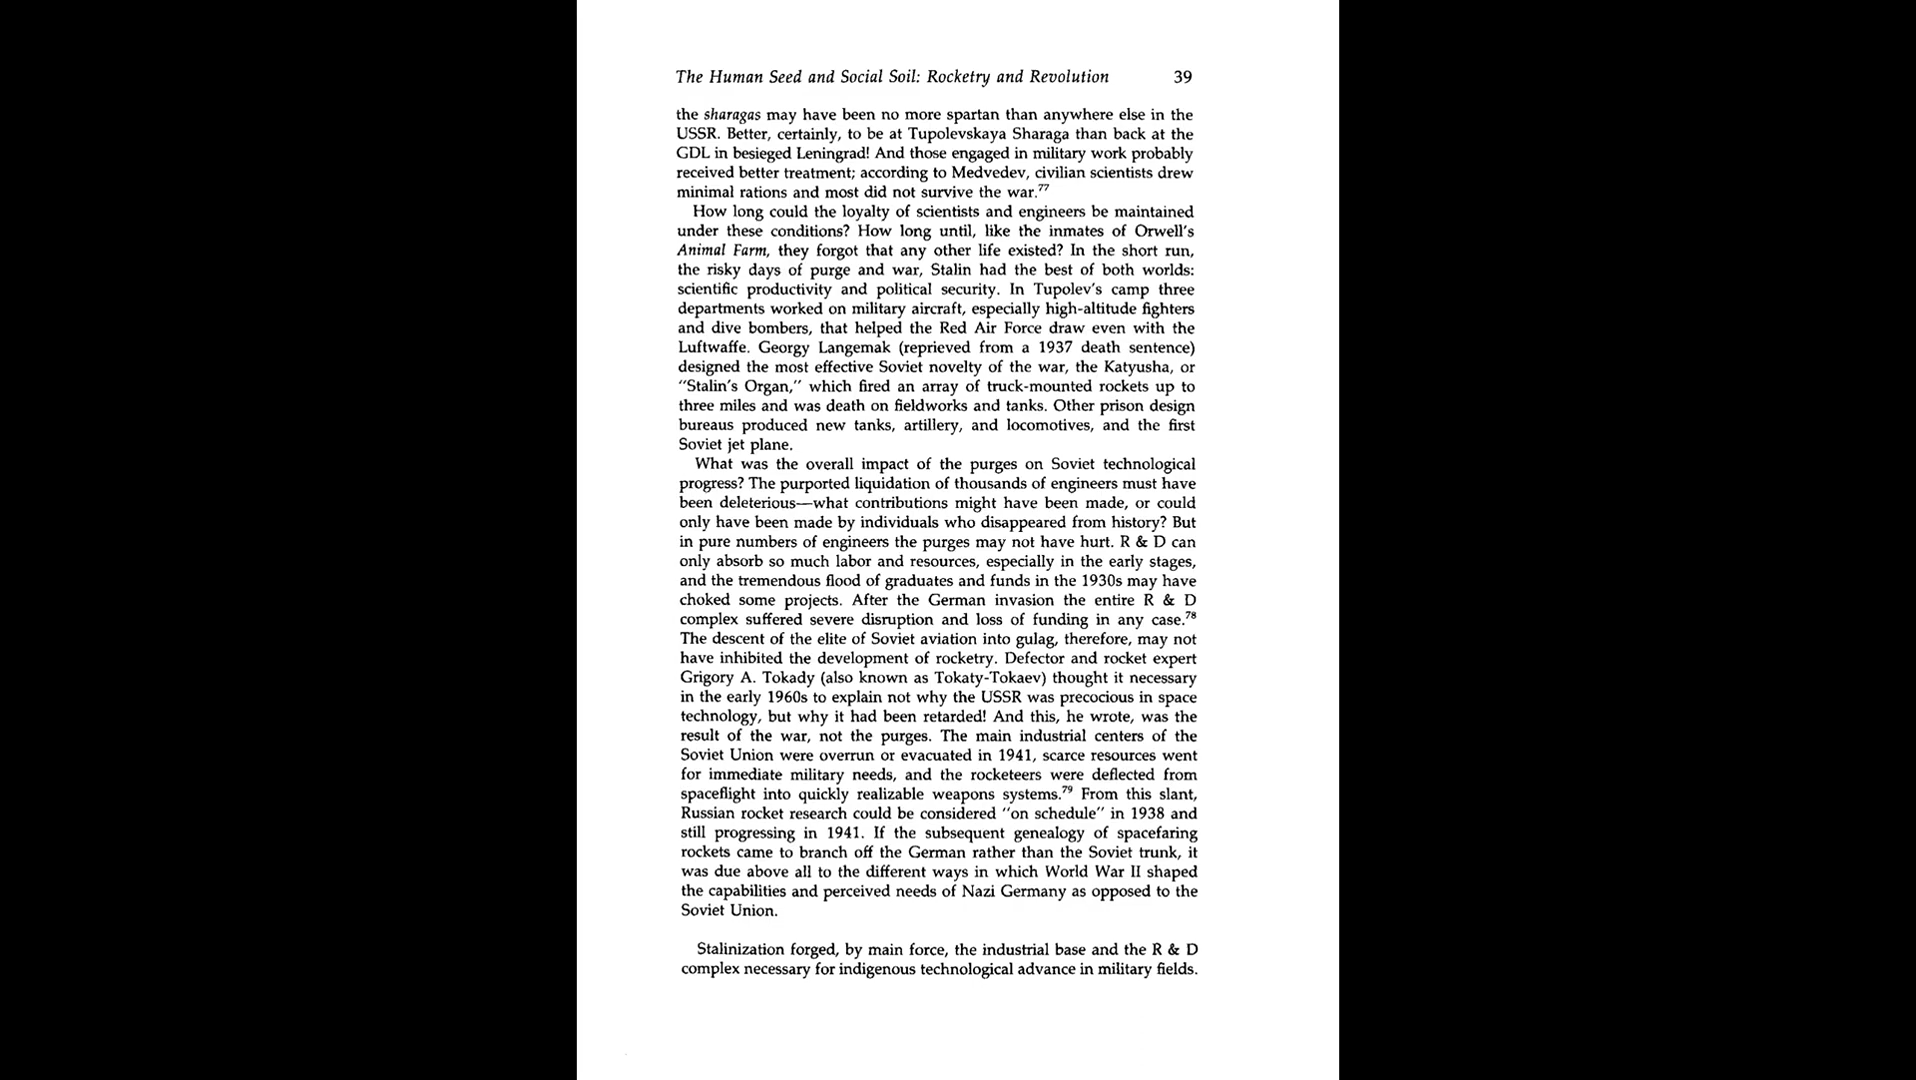 The Human Seed and Social Soil: Rocketry and Revolution 39
the sharagas may have been no more spartan than anywhere else in the
USSR. Better, certainly, to be at Tupolevskaya Sharaga than back at the
GDL in besieged Leningrad! And those engaged in military work probably
received better treatment; according to Medvedev, civilian scientists drew
minimal rations and most did not survive the war.77
How long could the loyalty of scientists and engineers be maintained
under these conditions? How long until, like the inmates of Orwell's
Animal Farm, they forgot that any other life existed? In the short run,
the risky days of purge and war, Stalin had the best of both worlds:
scientific productivity and political security. In Tupolev's camp three
departments worked on military aircraft, especially high-altitude fighters
and dive bombers, that helped the Red Air Force draw even with the
Luftwaffe. Georgy Langemak (reprieved from a 1937 death sentence)
designed the most effective Soviet novelty of the war, the Katyusha, or
"Stalin's Organ," which fired an array of truck-mounted rockets up to
three miles and was death on fieldworks and tanks. Other prison design
bureaus produced new tanks, artillery, and locomotives, and the first
Soviet jet plane.
What was the overall impact of the purges on Soviet technological
progress? The purported liquidation of thousands of engineers must have
been deleterious—what contributions might have been made, or could
only have been made by individuals who disappeared from history? But
in pure numbers of engineers the purges may not have hurt. R & D can
only absorb so much labor and resources, especially in the early stages,
and the tremendous flood of graduates and funds in the 1930s may have
choked some projects. After the German invasion the entire R & D
complex suffered severe disruption and loss of funding in any case.78
The descent of the elite of Soviet aviation into gulag, therefore, may not
have inhibited the development of rocketry. Defector and rocket expert
Grigory A. Tokady (also known as Tokaty-Tokaev) thought it necessary
in the early 1960s to explain not why the USSR was precocious in space
technology, but why it had been retarded! And this, he wrote, was the
result of the war, not the purges. The main industrial centers of the
Soviet Union were overrun or evacuated in 1941, scarce resources went
for immediate military needs, and the rocketeers were deflected from
spaceflight into quickly realizable weapons systems.79 From this slant,
Russian rocket research could be considered "on schedule" in 1938 and
still progressing in 1941. If the subsequent genealogy of spacefaring
rockets came to branch off the German rather than the Soviet trunk, it
was due above all to the different ways in which World War II shaped
the capabilities and perceived needs of Nazi Germany as opposed to the
Soviet Union.
Stalinization forged, by main force, the industrial base and the R & D
complex necessary for indigenous technological advance in military fields.